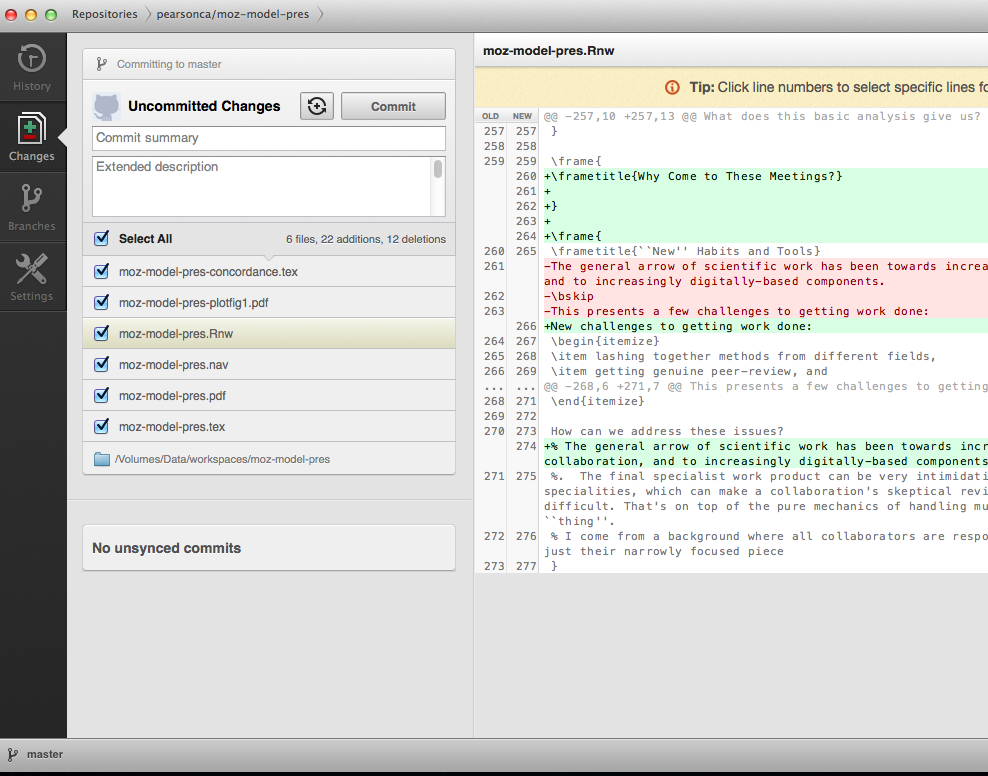 Repositories pearsonca/moz-model-pres
History
Changes
Branches
Settings
Committing to master
Uncommitted Changes
Commit
Commit summary
Extended description
Select All 6 files, 22 additions, 12 deletions
moz-model-pres-concordance.tex
moz-model-pres-plotfig1.pdf
moz-model-pres.Rnw
moz-model-pres.nav
moz-model-pres.pdf
moz-model-pres.tex
/Volumes/Data/workspaces/moz-model-pres
No unsynced commits
moz-model-pres.Rnw
Tip: Click line numbers to select specific lines fo
OLD NEW @@ -257,10 +257,13 @@ What does this basic analysis give us?
257 257 }
258 258
259 259 \frame{
260 +\frametitle{Why Come to These Meetings?}
261 +
262 +}
263 +
264 +\frame{
260 265 \frametitle{``New'' Habits and Tools}
261 -The general arrow of scientific work has been towards increa
and to increasingly digitally-based components.
262 -\bskip
263 -This presents a few challenges to getting work done:
266 +New challenges to getting work done:
264 267 \begin{itemize}
265 268 \item lashing together methods from different fields,
266 269 \item getting genuine peer-review, and
... ... @@ -268,6 +271,7 @@ This presents a few challenges to getting
268 271 \end{itemize}
269 272
270 273 How can we address these issues?
274 +% The general arrow of scientific work has been towards incr
collaboration, and to increasingly digitally-based components
271 275 %. The final specialist work product can be very intimidati
specialities, which can make a collaboration's skeptical revi
difficult. That's on top of the pure mechanics of handling mu
``thing''.
272 276 % I come from a background where all collaborators are respo
just their narrowly focused piece
273 277 }
master